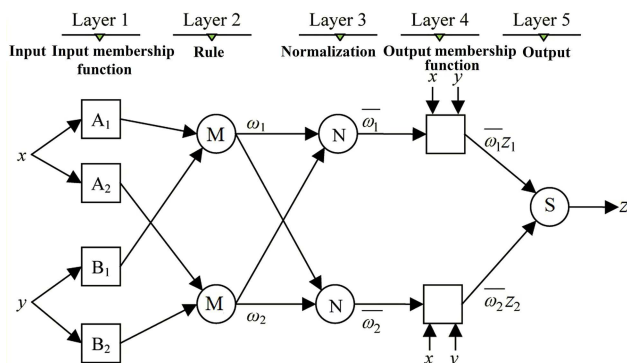 Layer 1 Layer 2 Layer 3 Layer 4 Layer 5
Input Input membership function Rule Normalization Output membership function Output
x y
A₁ M ω₁ N ω̅₁
ω̅₁z₁
x A₂
S z
B₁
y
B₂ M ω₂ N ω̅₂ ω̅₂z₂
x y